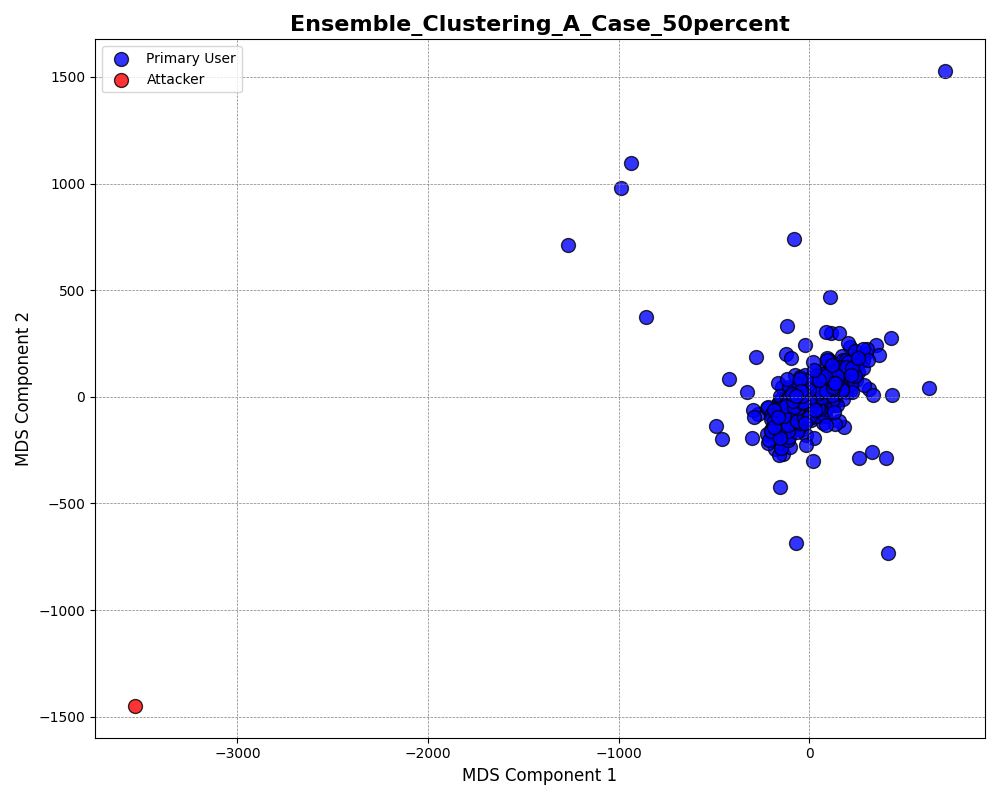 Ensemble_Clustering_A_Case_50percent
Primary User
Attacker
MDS Component 2
1500
1000
500
0
−500
−1000
−1500
−3000
−2000
−1000
0
MDS Component 1